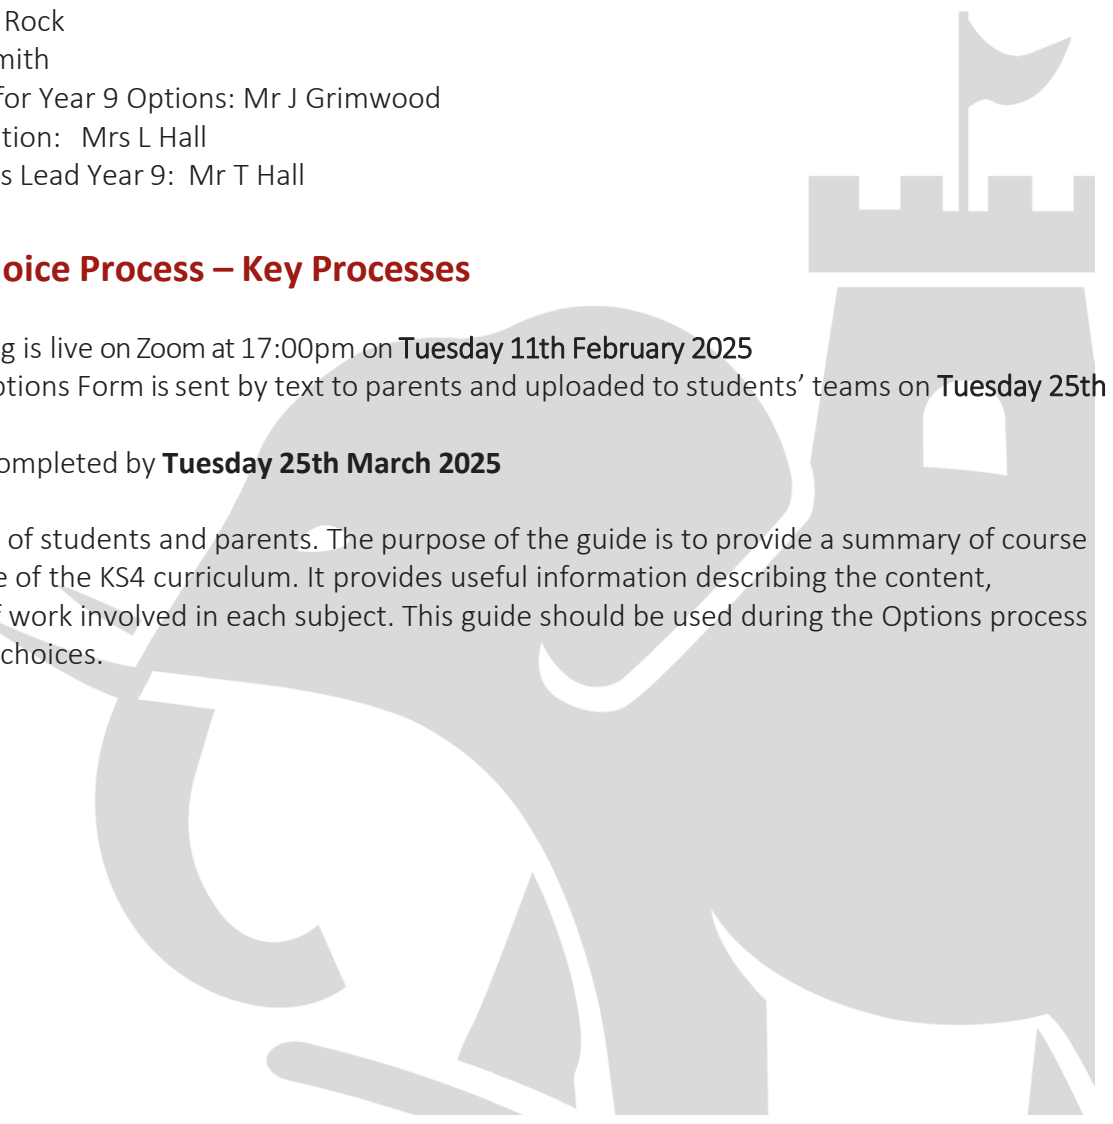 Rock
mith
for Year 9 Options: Mr J Grimwood
tion: Mrs L Hall
s Lead Year 9: Mr T Hall
oice Process – Key Processes
g is live on Zoom at 17:00pm on Tuesday 11th February 2025
ptions Form is sent by text to parents and uploaded to students’ teams on Tuesday 25th
ompleted by Tuesday 25th March 2025
of students and parents. The purpose of the guide is to provide a summary of course
e of the KS4 curriculum. It provides useful information describing the content,
f work involved in each subject. This guide should be used during the Options process
choices.